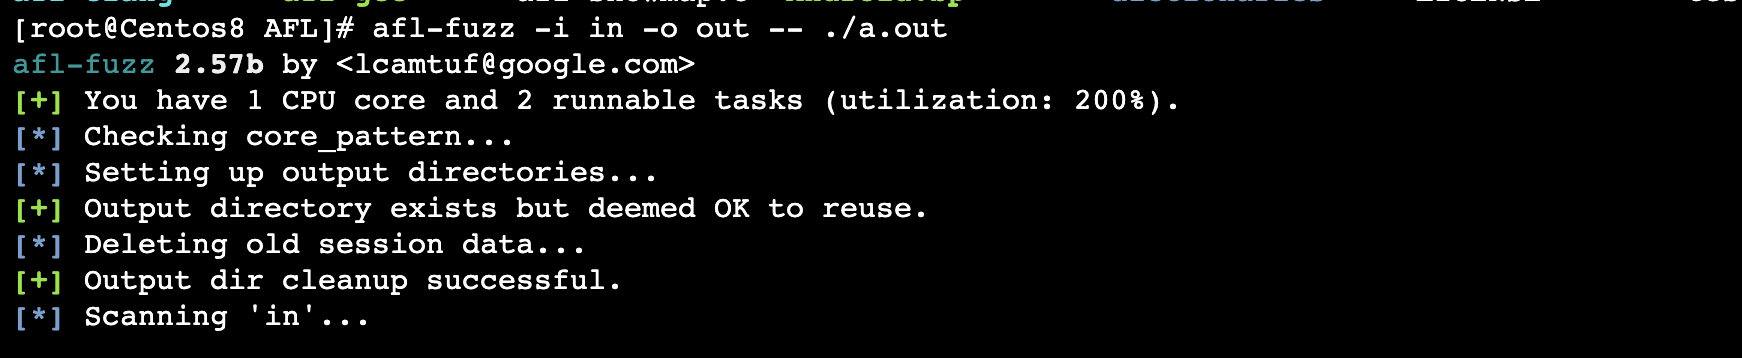 [root@Centos8 AFL]# afl-fuzz -i in -o out -- ./a.out
afl-fuzz 2.57b by <lcamtuf@google.com>
[+] You have 1 CPU core and 2 runnable tasks (utilization: 200%).
[*] Checking core_pattern...
[*] Setting up output directories...
[+] Output directory exists but deemed OK to reuse.
[*] Deleting old session data...
[+] Output dir cleanup successful.
[*] Scanning 'in'...